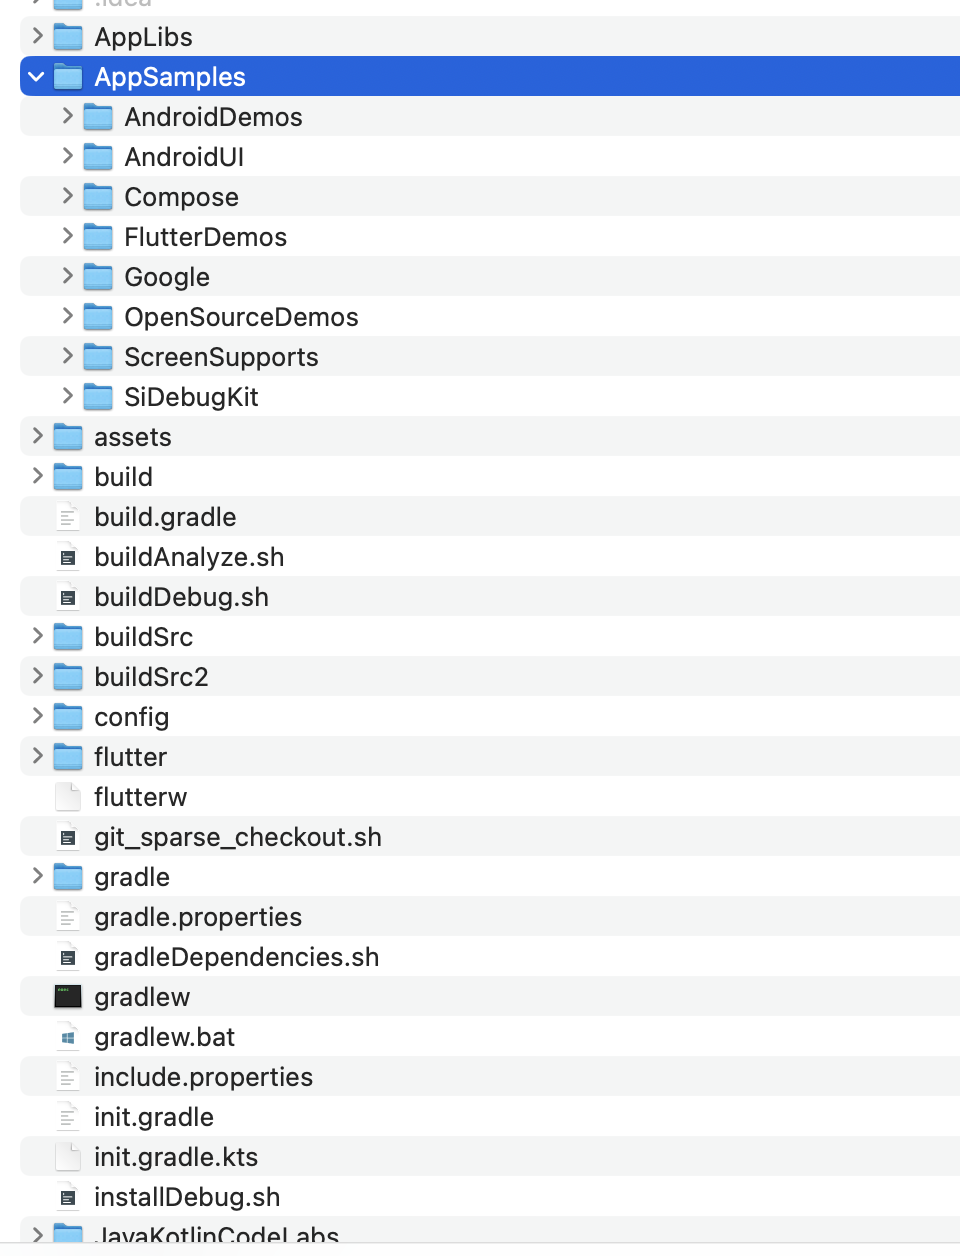 .idea
AppLibs
AppSamples
AndroidDemos
AndroidUI
Compose
FlutterDemos
Google
OpenSourceDemos
ScreenSupports
SiDebugKit
assets
build
build.gradle
buildAnalyze.sh
buildDebug.sh
buildSrc
buildSrc2
config
flutter
flutterw
git_sparse_checkout.sh
gradle
gradle.properties
gradleDependencies.sh
gradlew
gradlew.bat
include.properties
init.gradle
init.gradle.kts
installDebug.sh
JavaKotlinCodeLabs